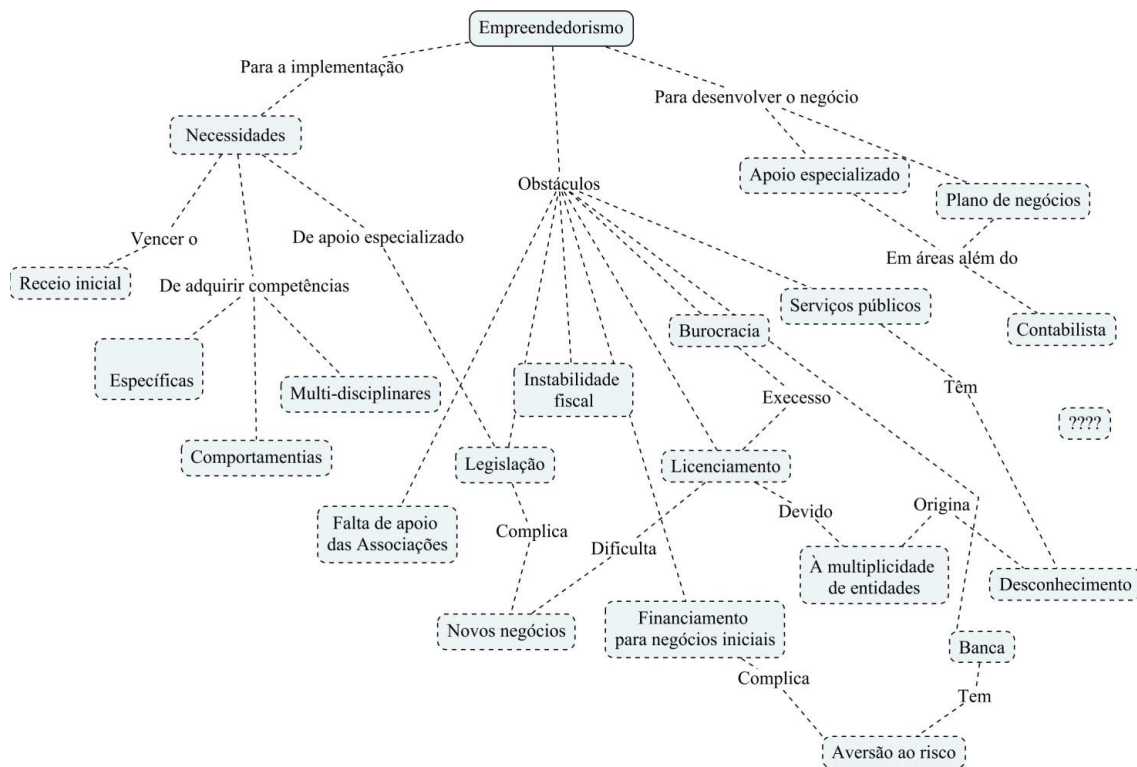 Empreendedorismo
Para a implementação
Para desenvolver o negócio
Necessidades
Apoio especializado
Obstáculos
Plano de negócios
Vencer o
De apoio especializado
Em áreas além do
Receio inicial
De adquirir competências
Serviços públicos
Burocracia
Contabilista
Específicas
Multi-disciplinares
Instabilidade
fiscal
Execesso
Têm
????
Comportamentias
Legislação
Licenciamento
Falta de apoio
das Associações
Complica
Dificulta
Devido
Origina
À multiplicidade
de entidades
Desconhecimento
Novos negócios
Financiamento
para negócios iniciais
Banca
Complica
Tem
Aversão ao risco